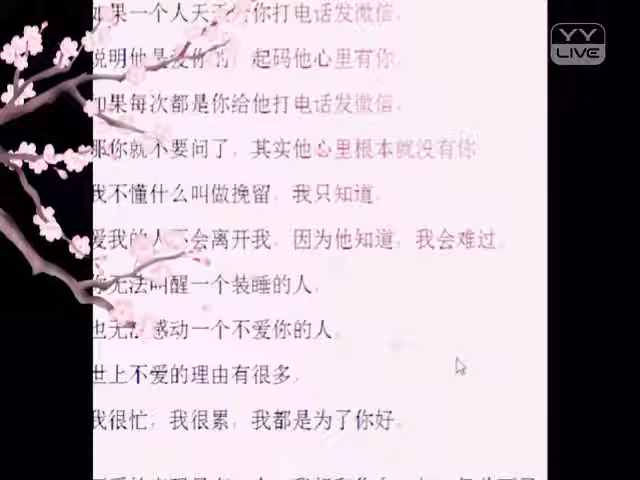 如果一个人天天给你打电话发微信。
说明他是爱你的，起码他心里有你。
如果每次都是你给他打电话发微信。
那你就不要问了，其实他心里根本就没有你
我不懂什么叫做挽留，我只知道，
爱我的人不会离开我，因为他知道，我会难过。
你无法叫醒一个装睡的人，
也无法感动一个不爱你的人。
世上不爱的理由有很多，
我很忙，我很累，我都是为了你好。
YY
LIVE